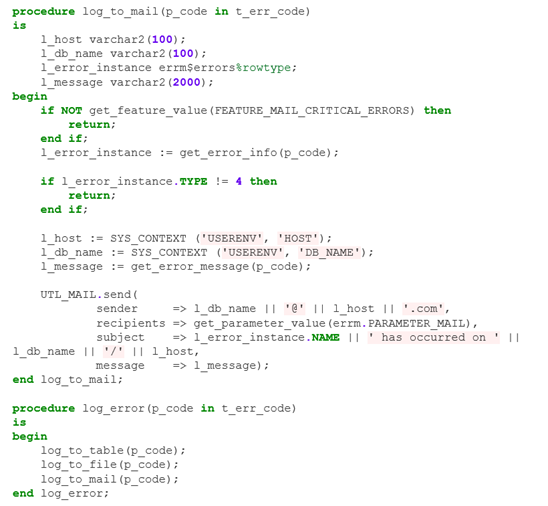 procedure log_to_mail(p_code in t_err_code)
is
    l_host varchar2(100);
    l_db_name varchar2(100);
    l_error_instance errm$errors%rowtype;
    l_message varchar2(2000);
begin
    if NOT get_feature_value(FEATURE_MAIL_CRITICAL_ERRORS) then
        return;
    end if;
    l_error_instance := get_error_info(p_code);

    if l_error_instance.TYPE != 4 then
        return;
    end if;

    l_host := SYS_CONTEXT ('USERENV', 'HOST');
    l_db_name := SYS_CONTEXT ('USERENV', 'DB_NAME');
    l_message := get_error_message(p_code);

    UTL_MAIL.send(
            sender     => l_db_name || '@' || l_host || '.com',
            recipients => get_parameter_value(errm.PARAMETER_MAIL),
            subject    => l_error_instance.NAME || ' has occurred on ' ||
l_db_name || '/' || l_host,
            message    => l_message);
end log_to_mail;

procedure log_error(p_code in t_err_code)
is
begin
    log_to_table(p_code);
    log_to_file(p_code);
    log_to_mail(p_code);
end log_error;